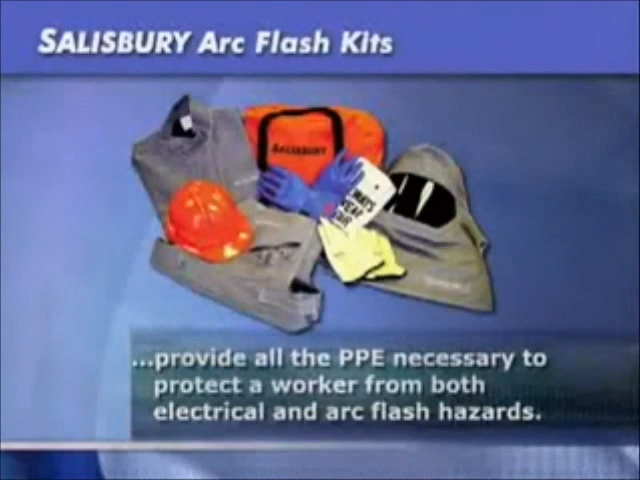 SALISBURY Arc Flash Kits
SALISBURY
...provide all the PPE necessary to
protect a worker from both
electrical and arc flash hazards.